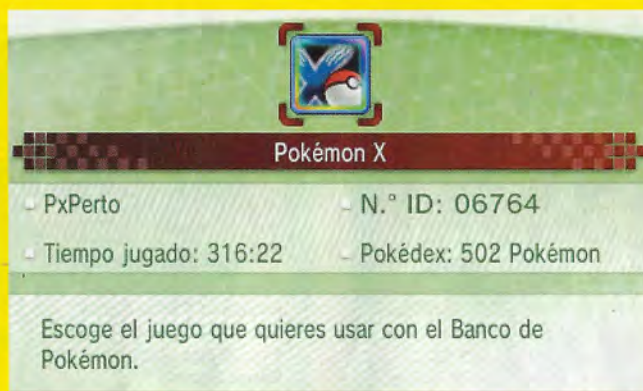 Pokémon X
PxPerto
N.° ID: 06764
Tiempo jugado: 316:22
Pokédex: 502 Pokémon
Escoge el juego que quieres usar con el Banco de
Pokémon.